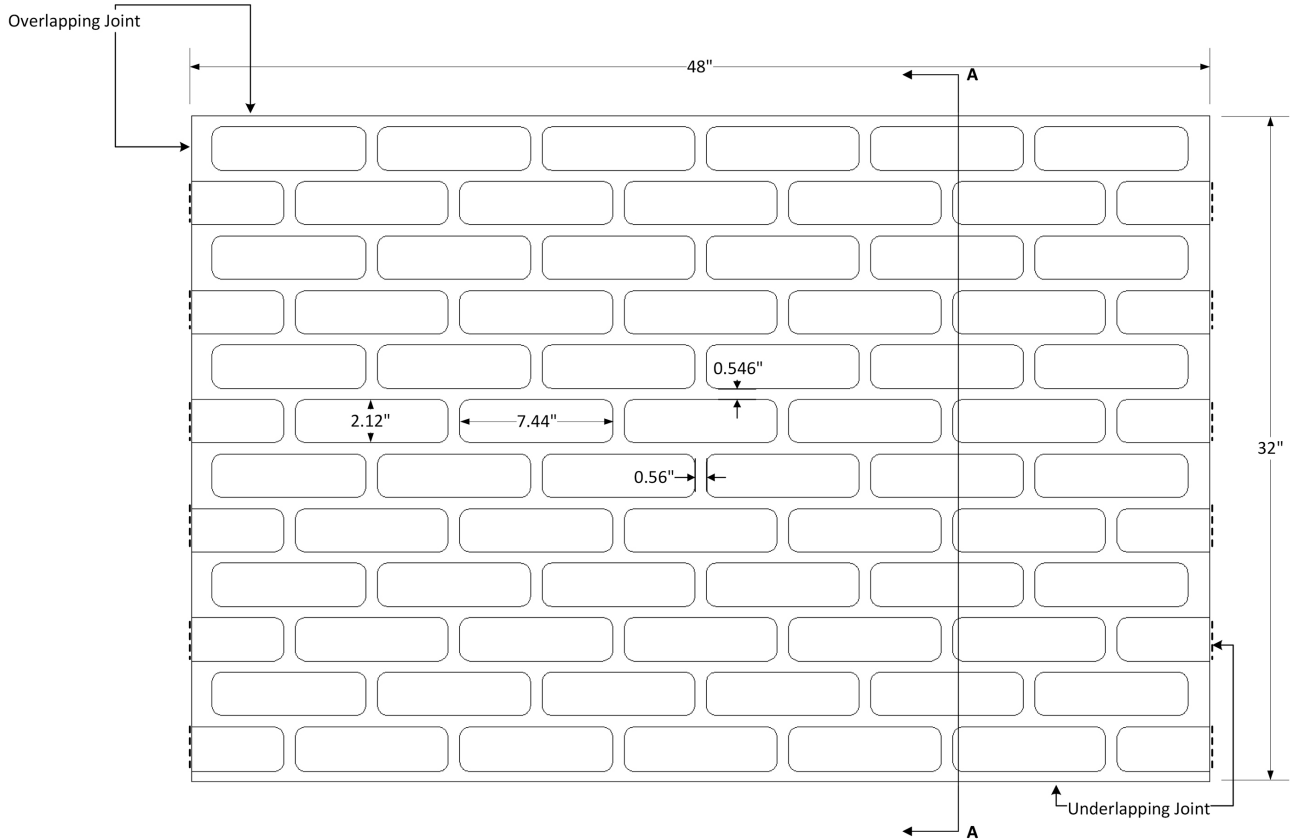 Overlapping Joint
48"
A
0.546"
2.12"
7.44"
32"
0.56"
Underlapping Joint
A